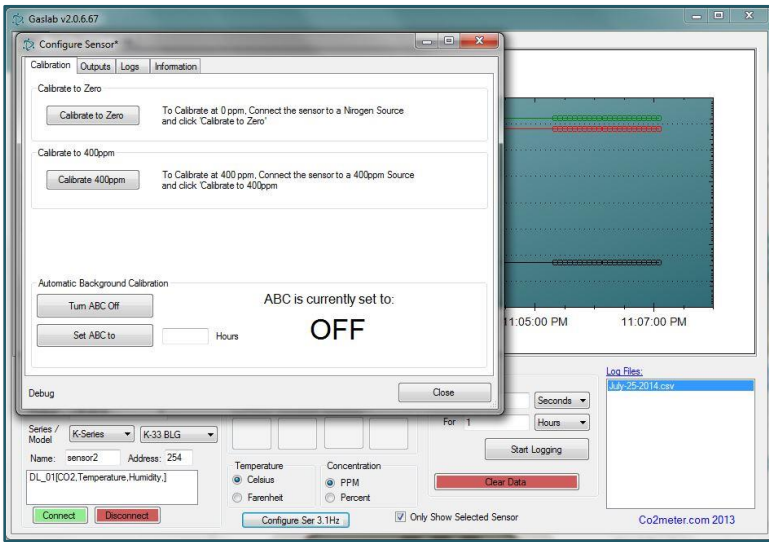 Gaslab v2.0.6.67
Configure Sensor*
Calibration Outputs Logs Information
Calibrate to Zero
Calibrate to Zero
To Calibrate at 0 ppm, Connect the sensor to a Nirogen Source
and click 'Calibrate to Zero'
Calibrate to 400ppm
Calibrate 400ppm
To Calibrate at 400 ppm, Connect the sensor to a 400ppm Source
and click 'Calibrate to 400ppm
Automatic Background Calibration
Turn ABC Off
ABC is currently set to:
Set ABC to
Hours
OFF
Debug
Close
11:05:00 PM 11:07:00 PM
Log Files:
July-25-2014.csv
Seconds
For 1 Hours
Start Logging
Clear Data
Series /
Model
K-Series
K-33 BLG
Name: sensor2 Address: 254
DL_01[CO2,Temperature,Humidity,]
Connect Disconnect
Temperature
Celsius
Farenheit
Concentration
PPM
Percent
Configure Ser 3.1Hz
Only Show Selected Sensor
Co2meter.com 2013